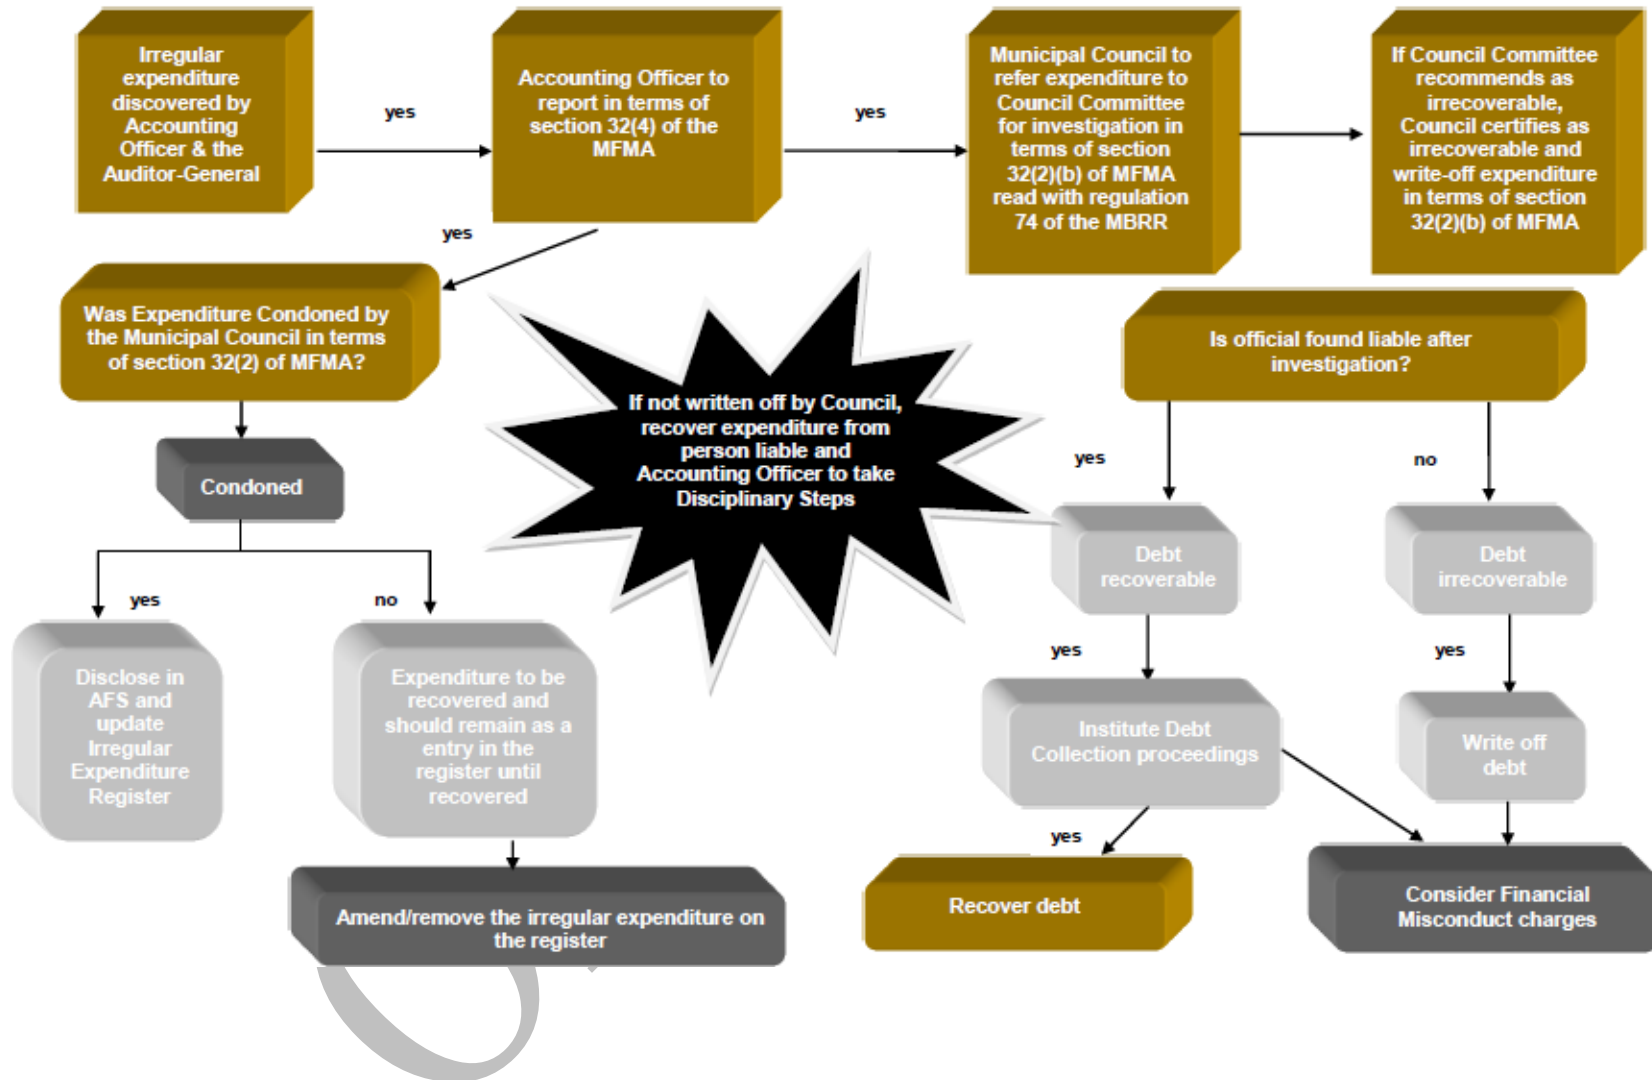 Irregular
expenditure
discovered by
Accounting
Officer & the
Auditor-General
yes
Accounting Officer to
report in terms of
section 32(4) of the
MFMA
yes
Municipal Council to
refer expenditure to
Council Committee
for investigation in
terms of section
32(2)(b) of MFMA
read with regulation
74 of the MBRR
If Council Committee
recommends as
irrecoverable,
Council certifies as
irrecoverable and
write-off expenditure
in terms of section
32(2)(b) of MFMA
yes
Was Expenditure Condoned by
the Municipal Council in terms
of section 32(2) of MFMA?
Is official found liable after
investigation?
If not written off by Council,
recover expenditure from
person liable and
Accounting Officer to take
Disciplinary Steps
Condoned
yes
no
yes
no
Debt
recoverable
Debt
irrecoverable
Disclose in
AFS and
update
Irregular
Expenditure
Register
Expenditure to be
recovered and
should remain as a
entry in the
register until
recovered
yes
yes
Institute Debt
Collection proceedings
Write off
debt
yes
Amend/remove the irregular expenditure on
the register
Recover debt
Consider Financial
Misconduct charges